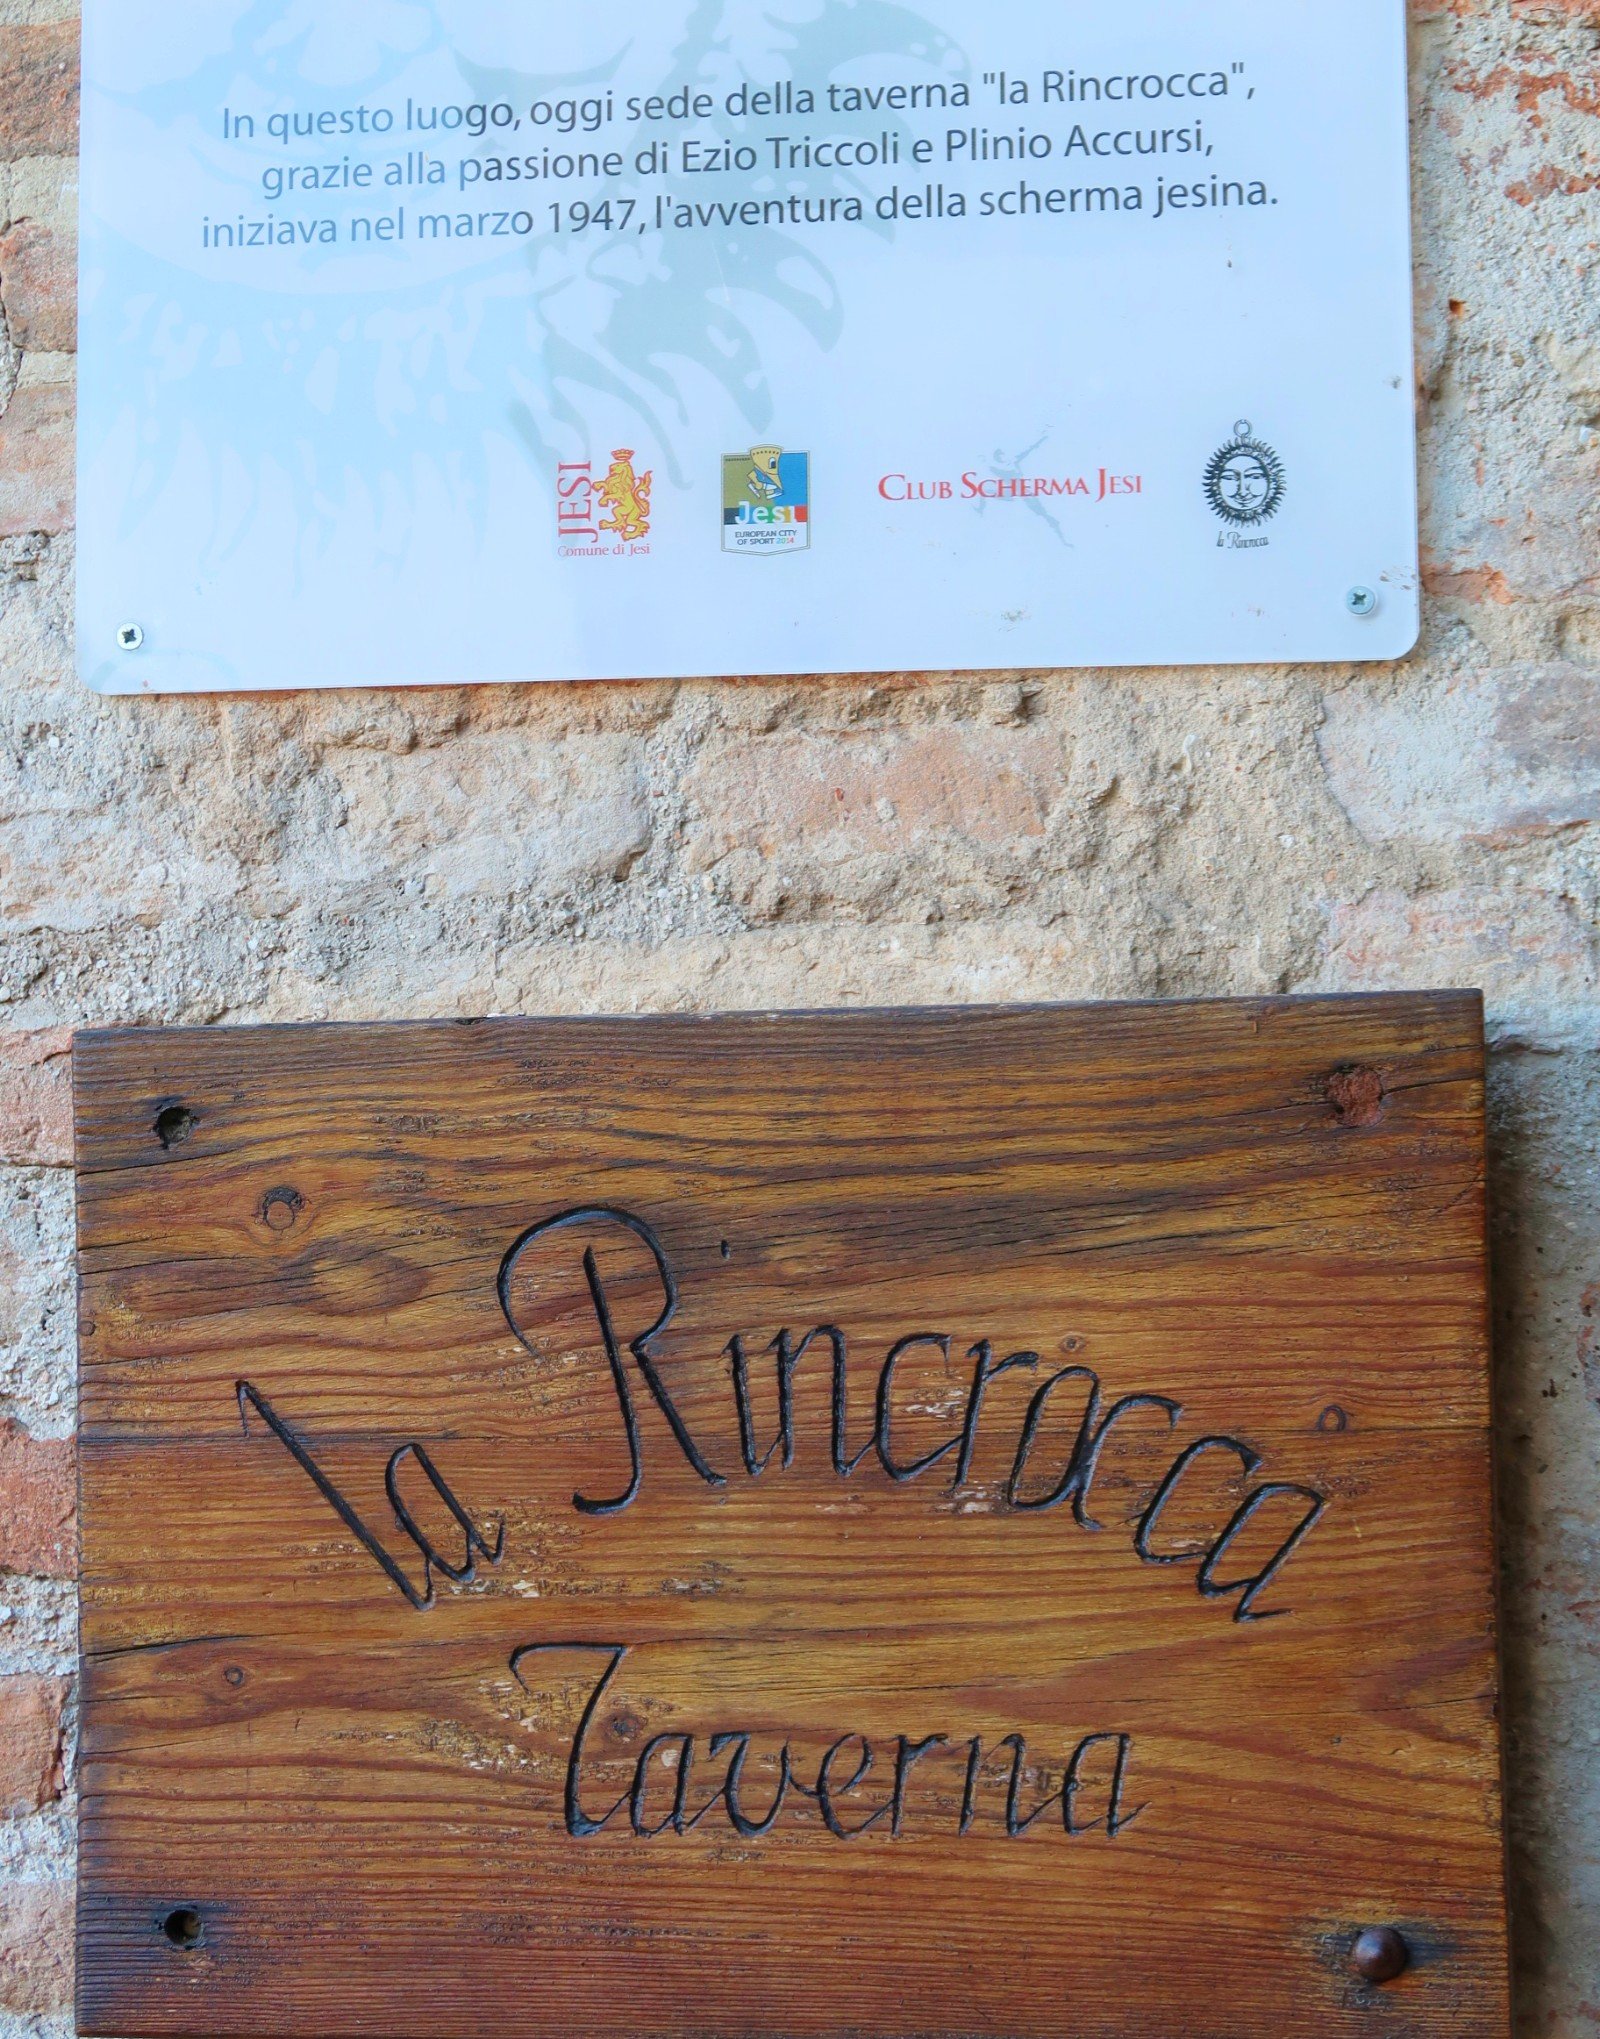 In questo luogo, oggi sede della taverna "la Rincrocca",
grazie alla passione di Ezio Triccoli e Plinio Accursi,
iniziava nel marzo 1947, l'avventura della scherma jesina.
JESI
Comune di Jesi
Jesi
EUROPEAN CITY
OF SPORT 2014
CLUB SCHERMA JESI
la Rincrocca
la Rincrocca
Taverna